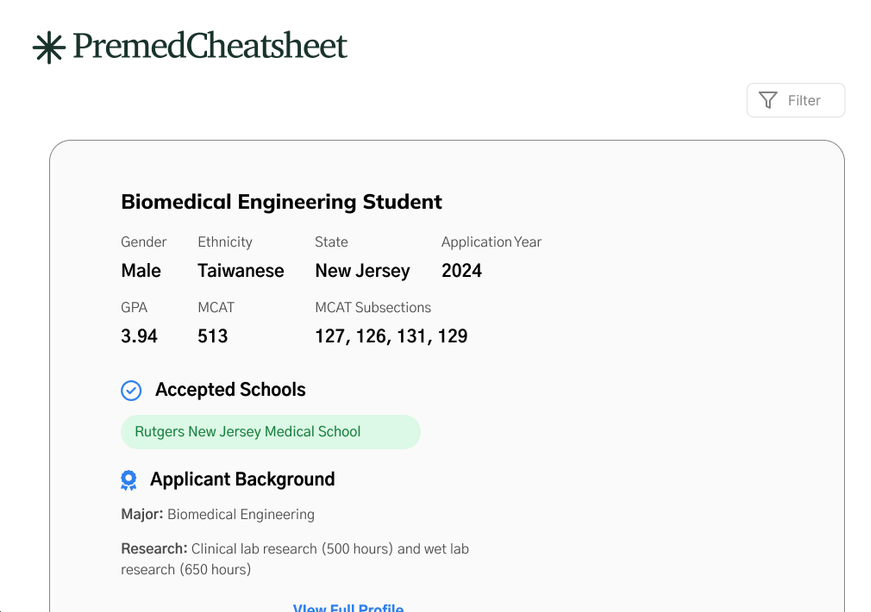 PremedCheatsheet
Filter
Biomedical Engineering Student
Gender Ethnicity State Application Year
Male Taiwanese New Jersey 2024
GPA MCAT MCAT Subsections
3.94 513 127, 126, 131, 129
Accepted Schools
Rutgers New Jersey Medical School
Applicant Background
Major: Biomedical Engineering
Research: Clinical lab research (500 hours) and wet lab
research (650 hours)
VIew Full Profile